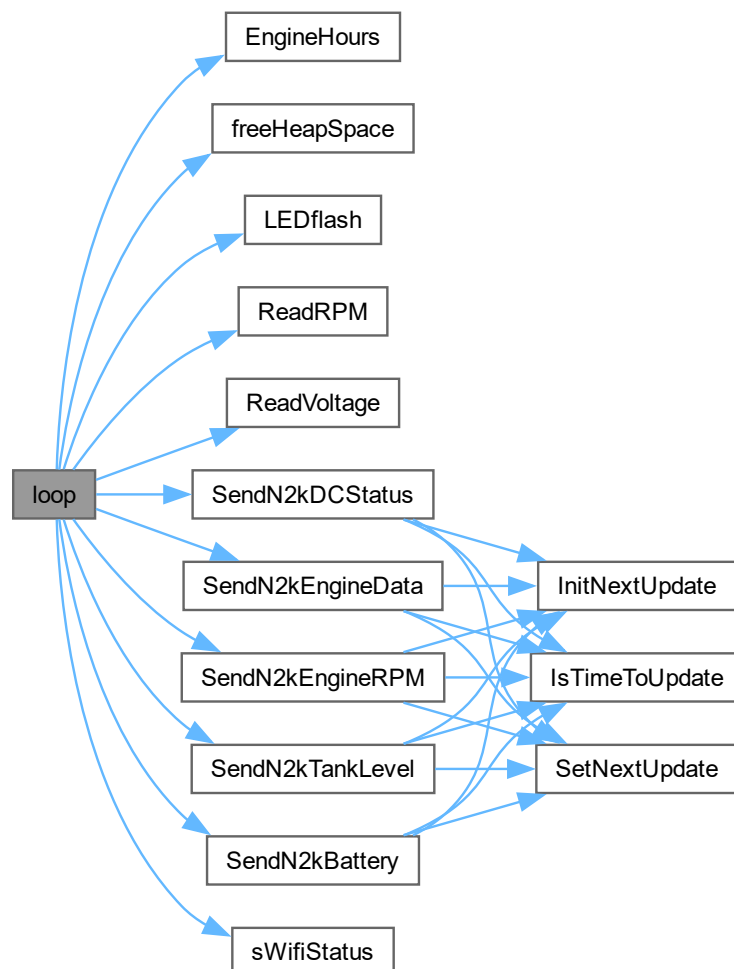 EngineHours
freeHeapSpace
LEDflash
ReadRPM
ReadVoltage
loop
SendN2kDCStatus
SendN2kEngineData
InitNextUpdate
SendN2kEngineRPM
IsTimeToUpdate
SendN2kTankLevel
SetNextUpdate
SendN2kBattery
sWifiStatus